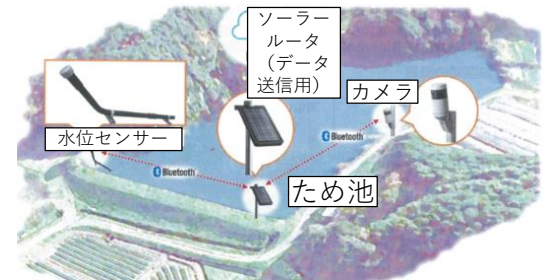 ソーラー
ルータ
（データ
送信用）
カメラ
水位センサー
Bluetooth
Bluetooth
ため池